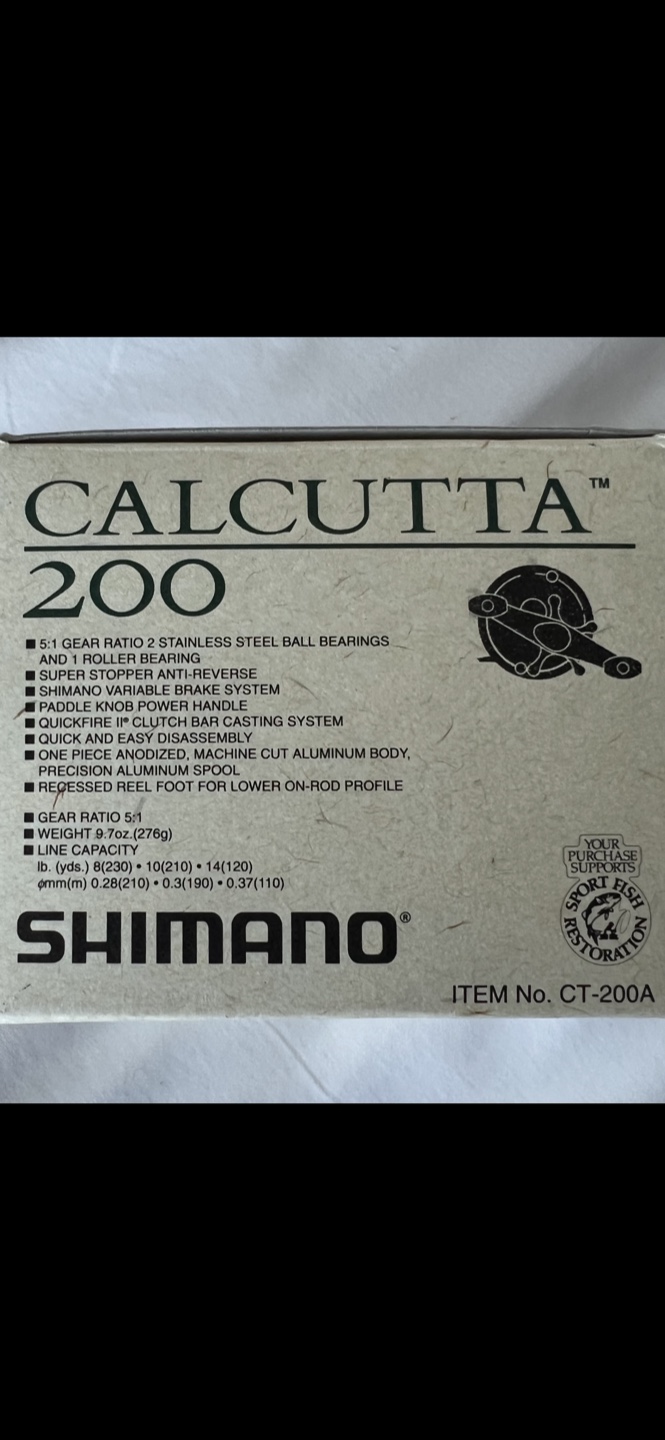 CALCUTTA™
200
■ 5:1 GEAR RATIO 2 STAINLESS STEEL BALL BEARINGS
AND 1 ROLLER BEARING
■ SUPER STOPPER ANTI-REVERSE
■ SHIMANO VARIABLE BRAKE SYSTEM
■ PADDLE KNOB POWER HANDLE
■ QUICKFIRE II® CLUTCH BAR CASTING SYSTEM
■ QUICK AND EASY DISASSEMBLY
■ ONE PIECE ANODIZED, MACHINE CUT ALUMINUM BODY,
PRECISION ALUMINUM SPOOL
■ RECESSED REEL FOOT FOR LOWER ON-ROD PROFILE
■ GEAR RATIO 5:1
■ WEIGHT 9.7oz.(276g)
■ LINE CAPACITY
lb. (yds.) 8(230) • 10(210) • 14(120)
ømm(m) 0.28(210) • 0.3(190) • 0.37(110)
YOUR
PURCHASE
SUPPORTS
SPORT FISH
RESTORATION
SHIMANO®
ITEM No. CT-200A